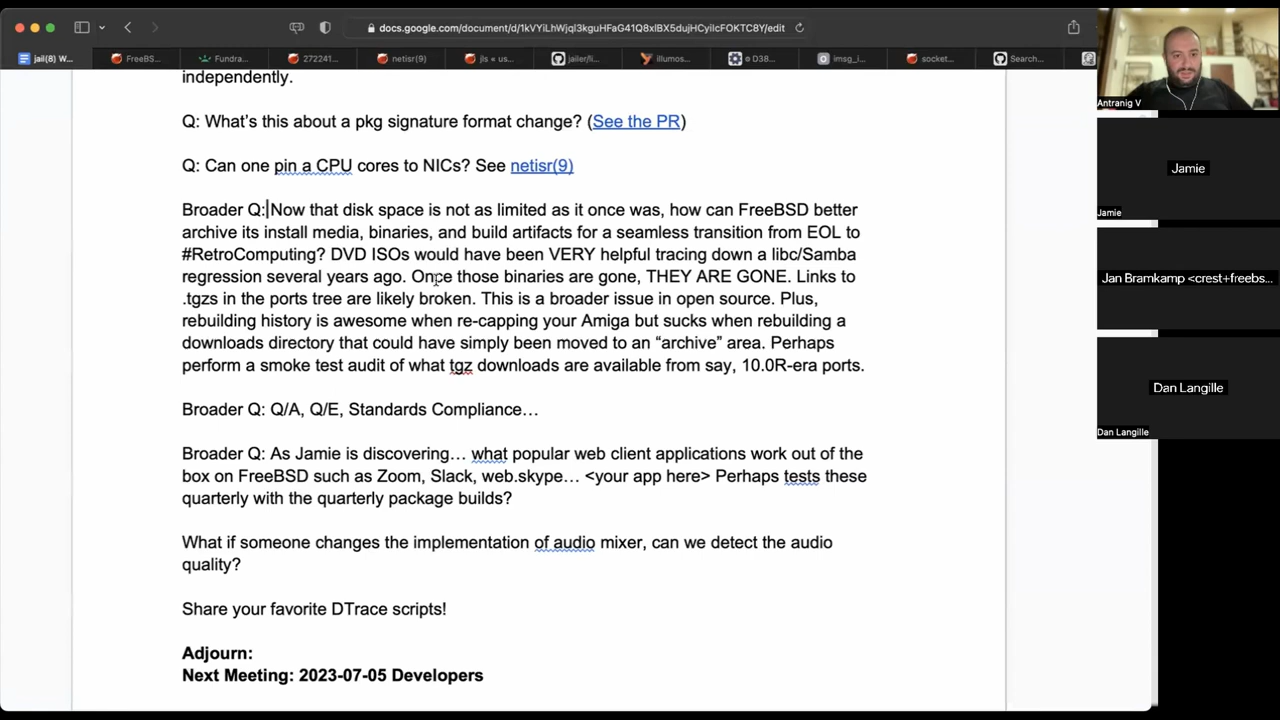 docs.google.com/document/d/1kVYiLhWjql3kguHFaG41Q8xlBX5dujHCyiIcFOKTC8Y/edit
jail(8) W...
FreeBS...
Fundra...
272241...
netisr(9)
jls « us...
jailer/li...
illumos...
D38...
imsg_i...
socket...
Search...
independently.
Q: What's this about a pkg signature format change? (See the PR)
Q: Can one pin a CPU cores to NICs? See netisr(9)
Broader Q: Now that disk space is not as limited as it once was, how can FreeBSD better
archive its install media, binaries, and build artifacts for a seamless transition from EOL to
#RetroComputing? DVD ISOs would have been VERY helpful tracing down a libc/Samba
regression several years ago. Once those binaries are gone, THEY ARE GONE. Links to
.tgzs in the ports tree are likely broken. This is a broader issue in open source. Plus,
rebuilding history is awesome when re-capping your Amiga but sucks when rebuilding a
downloads directory that could have simply been moved to an “archive” area. Perhaps
perform a smoke test audit of what tgz downloads are available from say, 10.0R-era ports.
Broader Q: Q/A, Q/E, Standards Compliance…
Broader Q: As Jamie is discovering… what popular web client applications work out of the
box on FreeBSD such as Zoom, Slack, web.skype… <your app here> Perhaps tests these
quarterly with the quarterly package builds?
What if someone changes the implementation of audio mixer, can we detect the audio
quality?
Share your favorite DTrace scripts!
Adjourn:
Next Meeting: 2023-07-05 Developers
Antranig V
Jamie
Jamie
Jan Bramkamp <crest+freebs...
Dan Langille
Dan Langille